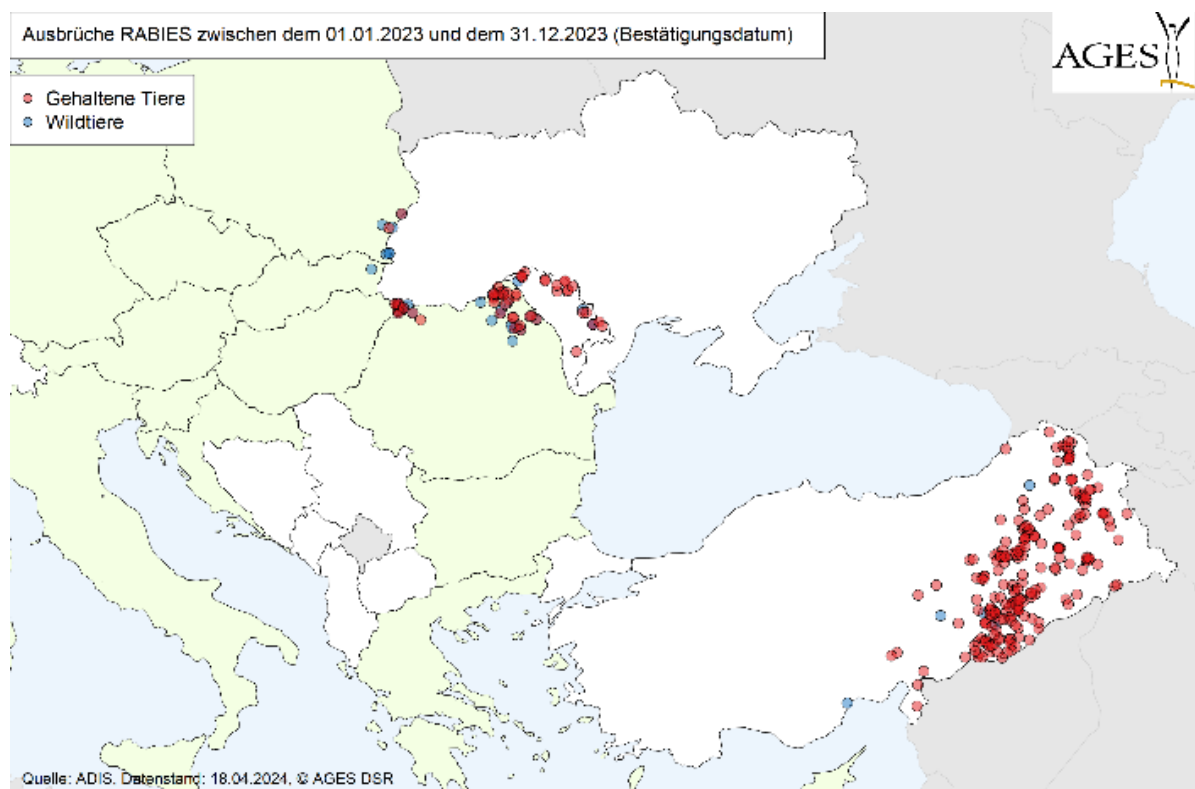 Ausbrüche RABIES zwischen dem 01.01.2023 und dem 31.12.2023 (Bestätigungsdatum)
AGES
Gehaltene Tiere
Wildtiere
Quelle: ADIS. Datenstand: 18.04.2024, © AGES DSR